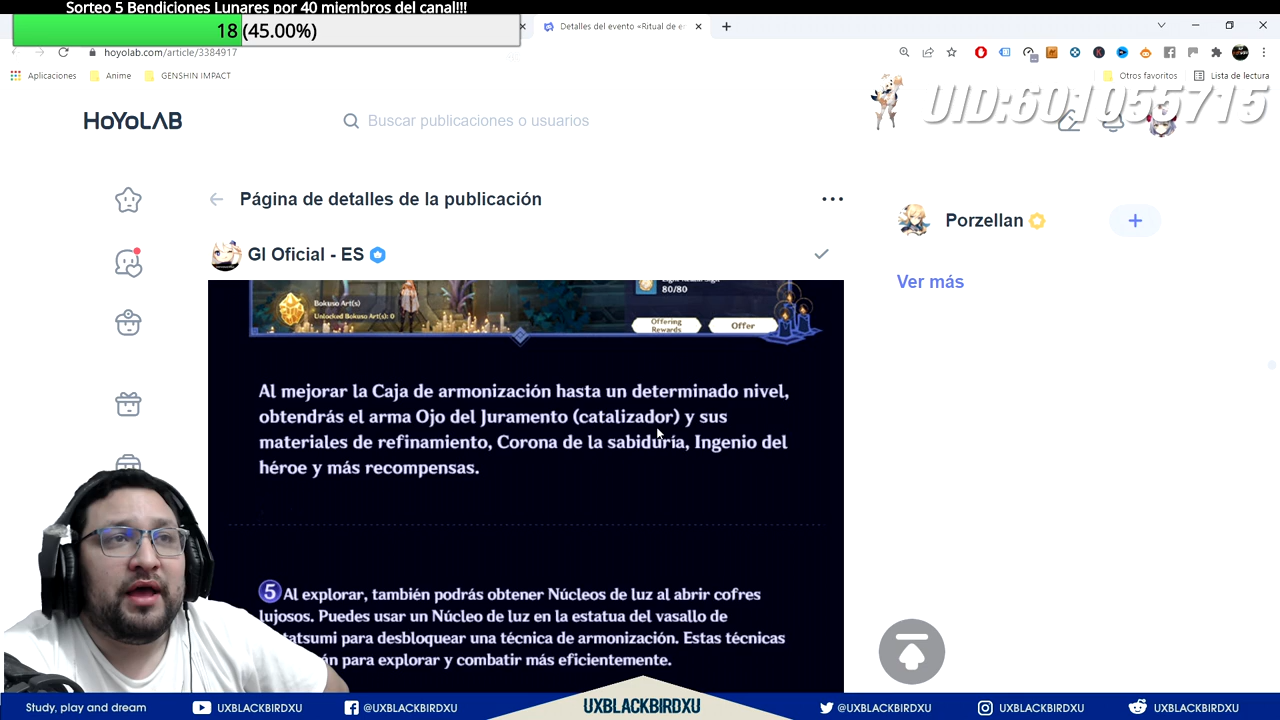 Sorteo 5 Bendiciones Lunares por 40 miembros del canal!!!
18 (45.00%)
Detalles del evento «Ritual de e
hoyolab.com/article/3384917
Aplicaciones
Anime
GENSHIN IMPACT
Otros favoritos
Lista de lectura
HoYoLAB
Buscar publicaciones o usuarios
UID:601055715
Página de detalles de la publicación
Porzellan
GI Oficial - ES
Ver más
Bokuso Art(s)
Unlocked Bokuso Art(s): 0
80/80
Offering Rewards
Offer
Al mejorar la Caja de armonización hasta un determinado nivel,
obtendrás el arma Ojo del Juramento (catalizador) y sus
materiales de refinamiento, Corona de la sabiduría, Ingenio del
héroe y más recompensas.
5 Al explorar, también podrás obtener Núcleos de luz al abrir cofres
lujosos. Puedes usar un Núcleo de luz en la estatua del vasallo de
atsumi para desbloquear una técnica de armonización. Estas técnicas
án para explorar y combatir más eficientemente.
Study, play and dream
UXBLACKBIRDXU
@UXBLACKBIRDXU
UXBLACKBIRDXU
@UXBLACKBIRDXU
UXBLACKBIRDXU
UXBLACKBIRDXU